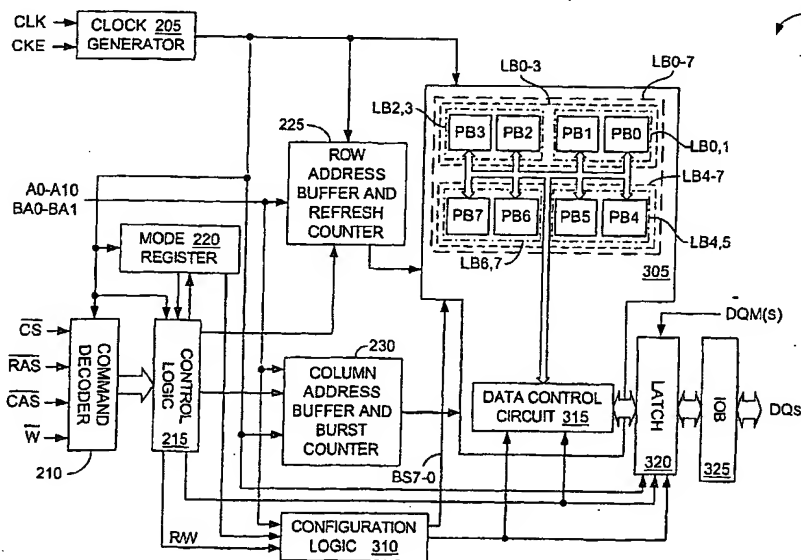 CLK
CKE
CLOCK 205
GENERATOR
LB0-3
LB0-7
LB2,3
PB3
PB2
PB1
PB0
LB0,1
225
ROW
ADDRESS
BUFFER AND
REFRESH
COUNTER
LB4-7
A0-A10
BA0-BA1
PB7
PB6
PB5
PB4
LB4,5
MODE 220
REGISTER
LB6,7
305
DQM(s)
CS
RAS
CAS
W
COMMAND
DECODER
210
CONTROL
LOGIC
215
230
COLUMN
ADDRESS
BUFFER AND
BURST
COUNTER
DATA CONTROL
CIRCUIT 315
LATCH
320
IOB
325
DQs
BS7-0
R/W
CONFIGURATION
LOGIC 310